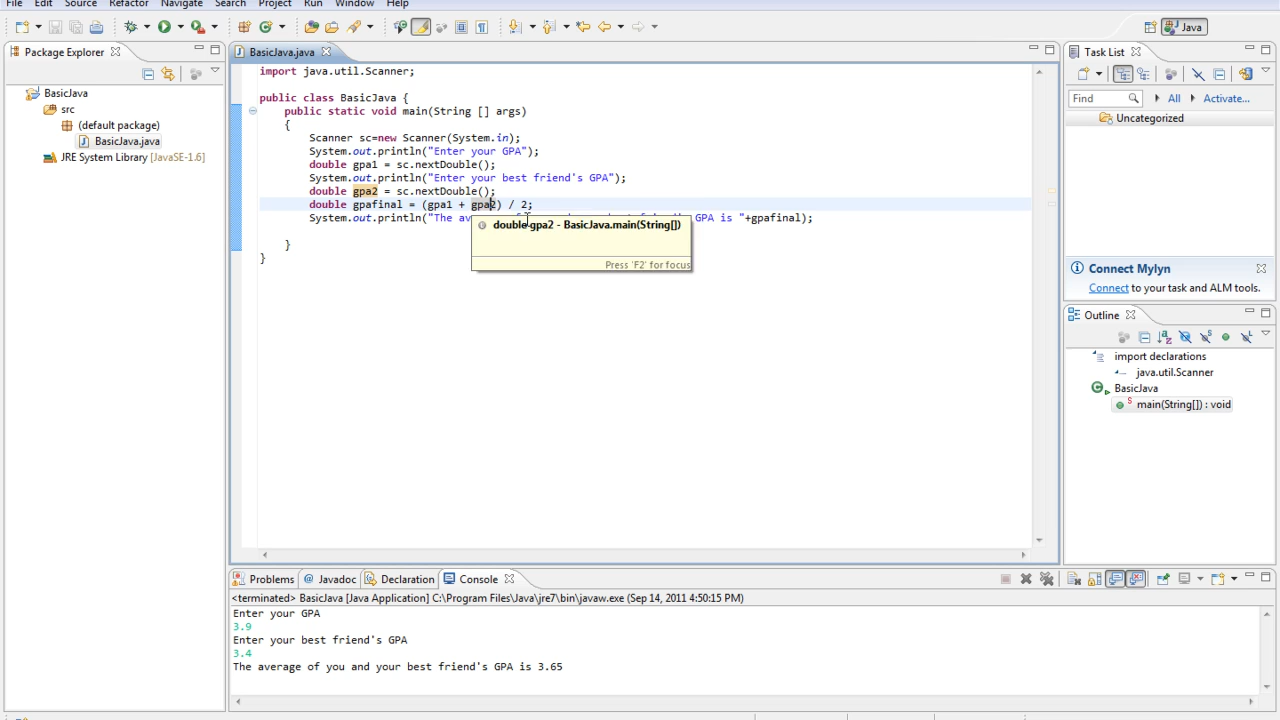 File Edit Source Refactor Navigate Search Project Run Window Help
Java
Package Explorer
BasicJava
src
(default package)
BasicJava.java
JRE System Library [JavaSE-1.6]
BasicJava.java
import java.util.Scanner;
public class BasicJava {
public static void main(String [] args)
{
Scanner sc=new Scanner(System.in);
System.out.println("Enter your GPA");
double gpa1 = sc.nextDouble();
System.out.println("Enter your best friend's GPA");
double gpa2 = sc.nextDouble();
double gpafinal = (gpa1 + gpa2) / 2;
System.out.println("The GPA is "+gpafinal);
double gpa2 - BasicJava.main(String[])
Press 'F2' for focus
}
}
Task List
Find All Activate...
Uncategorized
Connect Mylyn
Connect to your task and ALM tools.
Outline
import declarations
java.util.Scanner
BasicJava
main(String[]) : void
Problems @ Javadoc Declaration Console
<terminated> BasicJava [Java Application] C:\Program Files\Java\jre7\bin\javaw.exe (Sep 14, 2011 4:50:15 PM)
Enter your GPA
3.9
Enter your best friend's GPA
3.4
The average of you and your best friend's GPA is 3.65